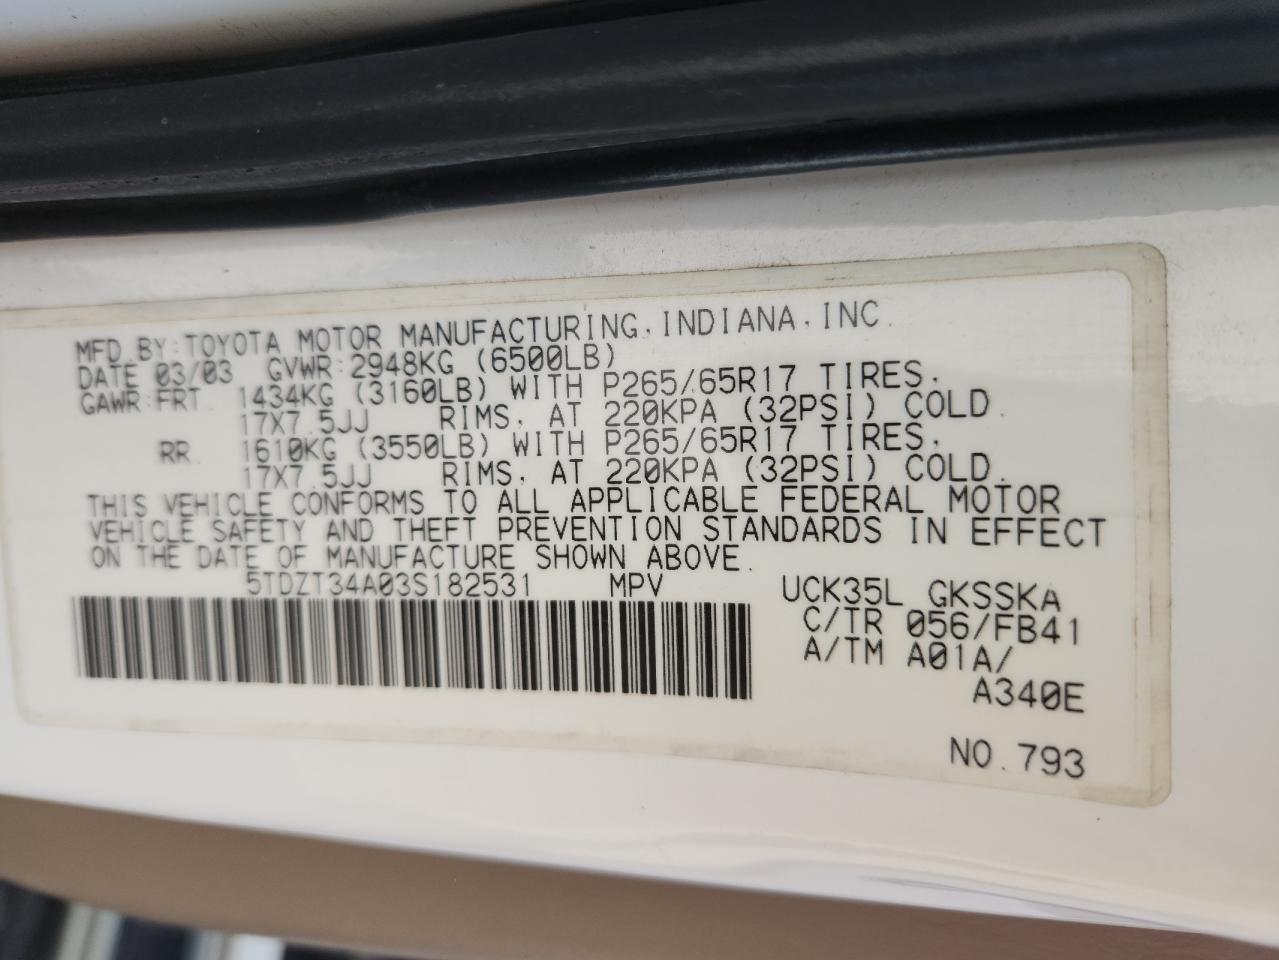 MFD.BY:TOYOTA MOTOR MANUFACTURING,INDIANA,INC.
DATE 03/03 GVWR:2948KG (6500LB)
GAWR:FRT. 1434KG (3160LB) WITH P265/65R17 TIRES,
17X7.5JJ RIMS, AT 220KPA (32PSI) COLD.
RR. 1610KG (3550LB) WITH P265/65R17 TIRES,
17X7.5JJ RIMS, AT 220KPA (32PSI) COLD.
THIS VEHICLE CONFORMS TO ALL APPLICABLE FEDERAL MOTOR
VEHICLE SAFETY AND THEFT PREVENTION STANDARDS IN EFFECT
ON THE DATE OF MANUFACTURE SHOWN ABOVE.
5TDZT34A03S182531 MPV UCK35L GKSSKA
C/TR 056/FB41
A/TM A01A/
A340E
NO.793